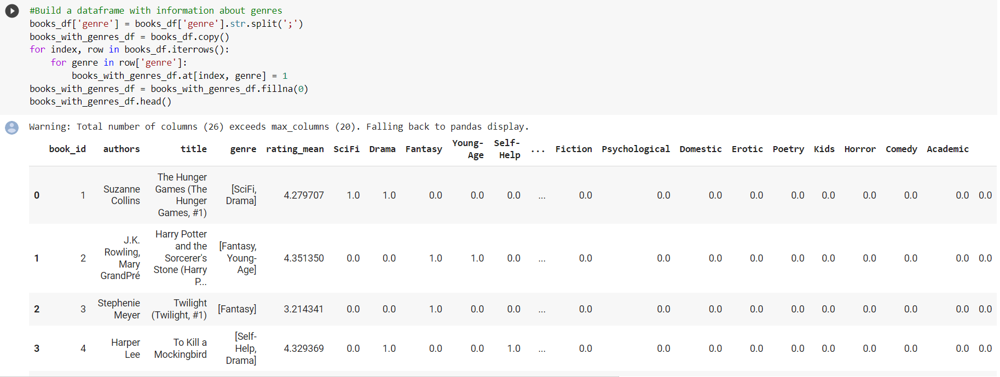 #Build a dataframe with information about genres
books_df['genre'] = books_df['genre'].str.split(';')
books_with_genres_df = books_df.copy()
for index, row in books_df.iterrows():
    for genre in row['genre']:
        books_with_genres_df.at[index, genre] = 1
books_with_genres_df = books_with_genres_df.fillna(0)
books_with_genres_df.head()
Warning: Total number of columns (26) exceeds max_columns (20). Falling back to pandas display.
book_id authors title genre rating_mean SciFi Drama Fantasy Young-Age Self-Help ... Fiction Psychological Domestic Erotic Poetry Kids Horror Comedy Academic
0 1 Suzanne Collins The Hunger Games (The Hunger Games, #1) [SciFi, Drama] 4.279707 1.0 1.0 0.0 0.0 0.0 ... 0.0 0.0 0.0 0.0 0.0 0.0 0.0 0.0 0.0 0.0
1 2 J.K. Rowling, Mary GrandPré Harry Potter and the Sorcerer's Stone (Harry P... [Fantasy, Young-Age] 4.351350 0.0 0.0 1.0 1.0 0.0 ... 0.0 0.0 0.0 0.0 0.0 0.0 0.0 0.0 0.0 0.0
2 3 Stephenie Meyer Twilight (Twilight, #1) [Fantasy] 3.214341 0.0 0.0 1.0 0.0 0.0 ... 0.0 0.0 0.0 0.0 0.0 0.0 0.0 0.0 0.0 0.0
3 4 Harper Lee To Kill a Mockingbird [Self-Help, Drama] 4.329369 0.0 1.0 0.0 0.0 1.0 ... 0.0 0.0 0.0 0.0 0.0 0.0 0.0 0.0 0.0 0.0